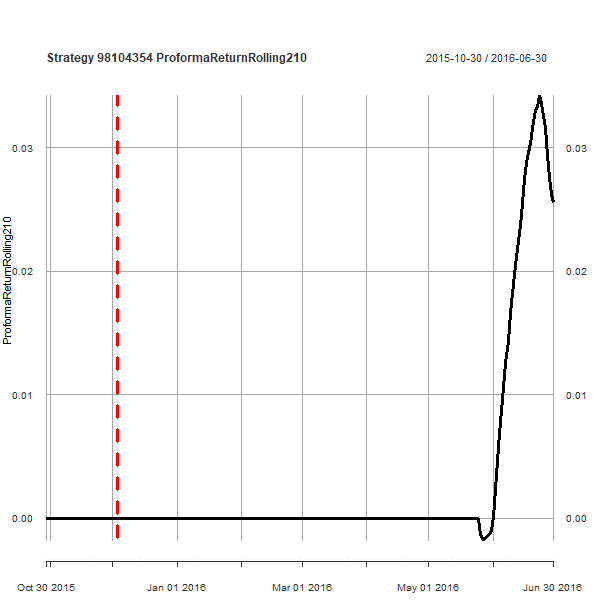 Strategy 98104354 ProformaReturnRolling210
2015-10-30 / 2016-06-30
ProformaReturnRolling210
0.03
0.03
0.02
0.02
0.01
0.01
0.00
0.00
Oct 30 2015
Jan 01 2016
Mar 01 2016
May 01 2016
Jun 30 2016